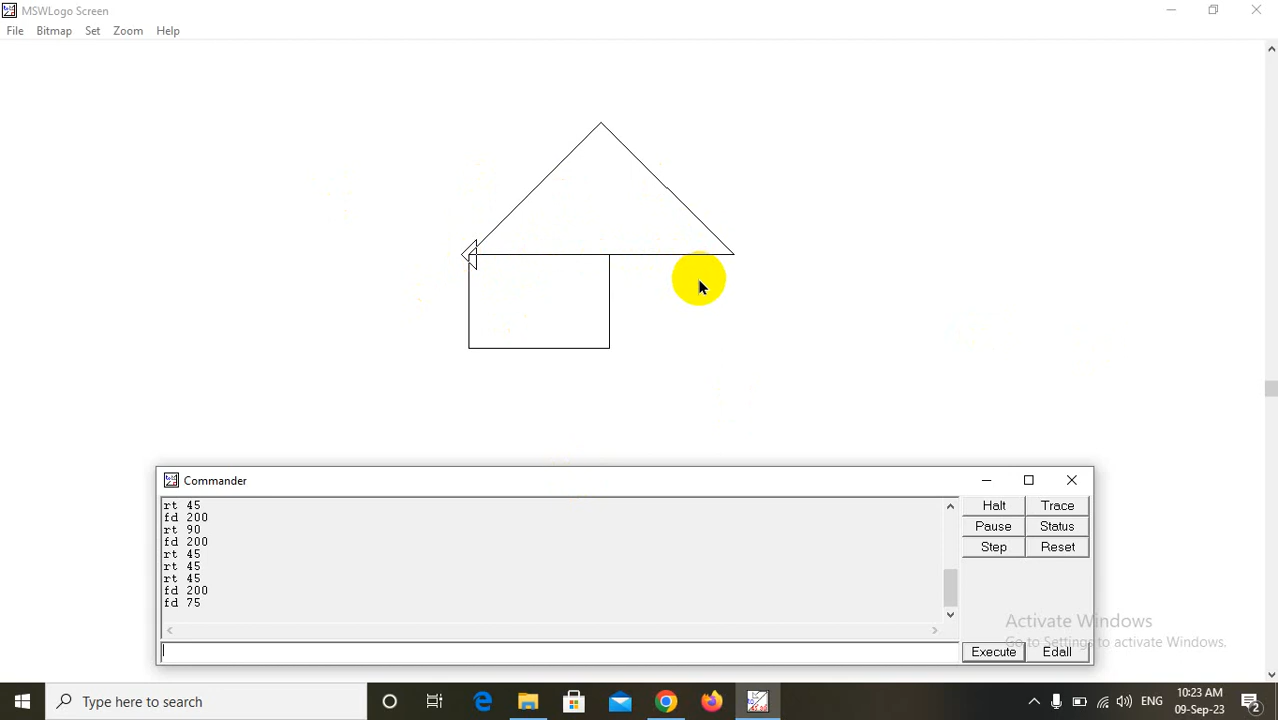 MSWLogo Screen
File Bitmap Set Zoom Help
Commander
rt 45
fd 200
rt 90
fd 200
rt 45
rt 45
rt 45
fd 200
fd 75
Halt Trace
Pause Status
Step Reset
Execute Edall
Activate Windows
Go to Settings to activate Windows.
Type here to search
ENG
10:23 AM
09-Sep-23
2